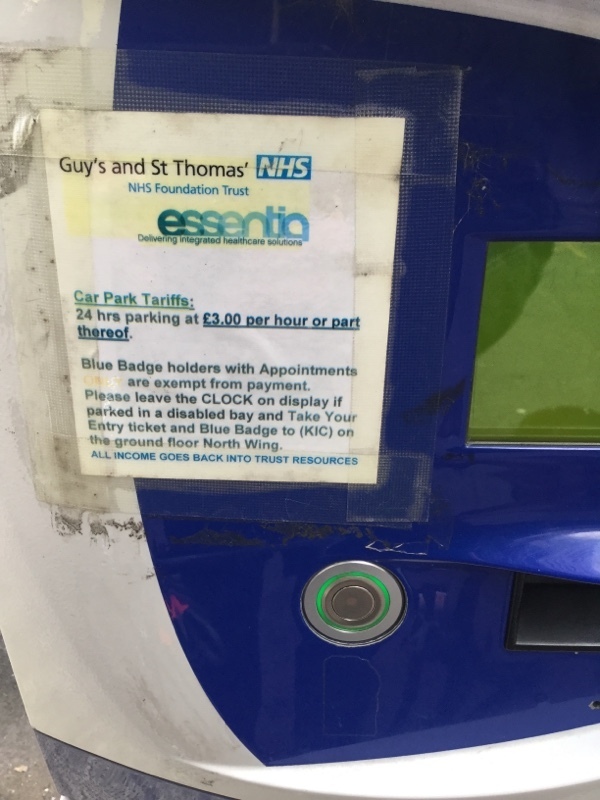 Guy's and St Thomas' NHS
NHS Foundation Trust
essentia
Delivering integrated healthcare solutions
Car Park Tariffs:
24 hrs parking at £3.00 per hour or part
thereof.
Blue Badge holders with Appointments
are exempt from payment.
Please leave the CLOCK on display if
parked in a disabled bay and Take Your
Entry ticket and Blue Badge to (KIC) on
the ground floor North Wing.
ALL INCOME GOES BACK INTO TRUST RESOURCES